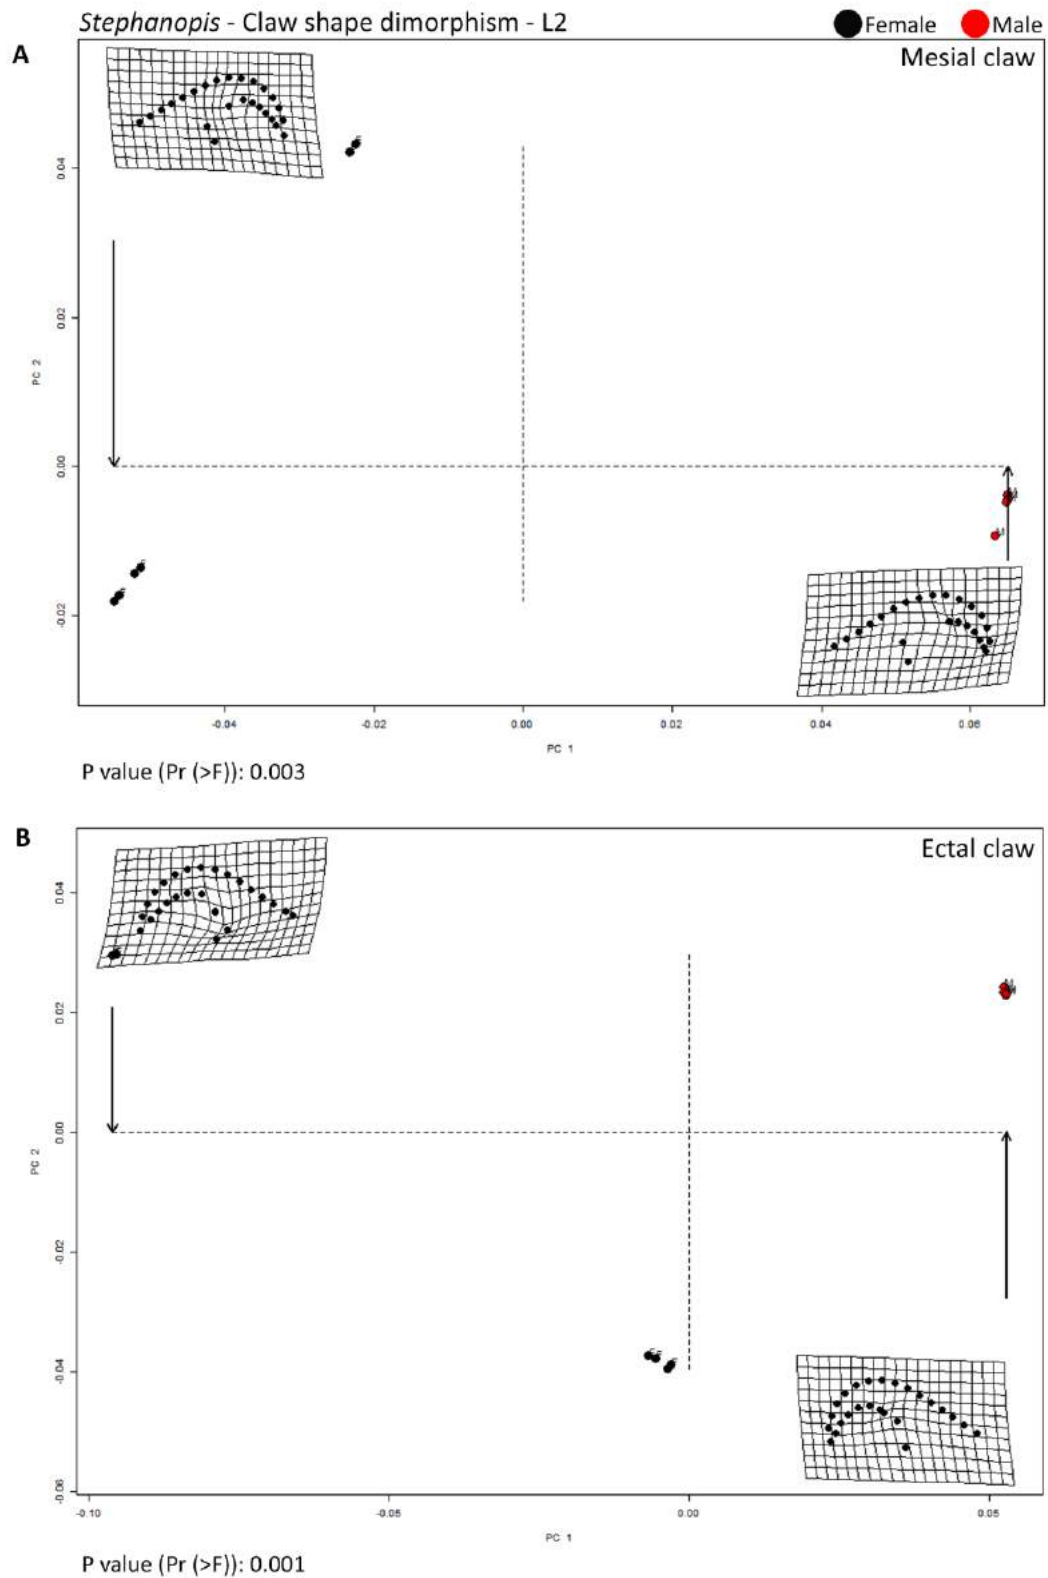 Stephanopis - Claw shape dimorphism - L2
Female Male
A
Mesial claw
0.04
0.02
0.00
-0.02
PC 2
-0.04 -0.02 0.00 0.02 0.04 0.06
PC 1
P value (Pr (>F)): 0.003
B
Ectal claw
0.04
0.02
0.00
-0.02
-0.04
-0.06
PC 2
-0.10 -0.05 0.00 0.05
PC 1
P value (Pr (>F)): 0.001